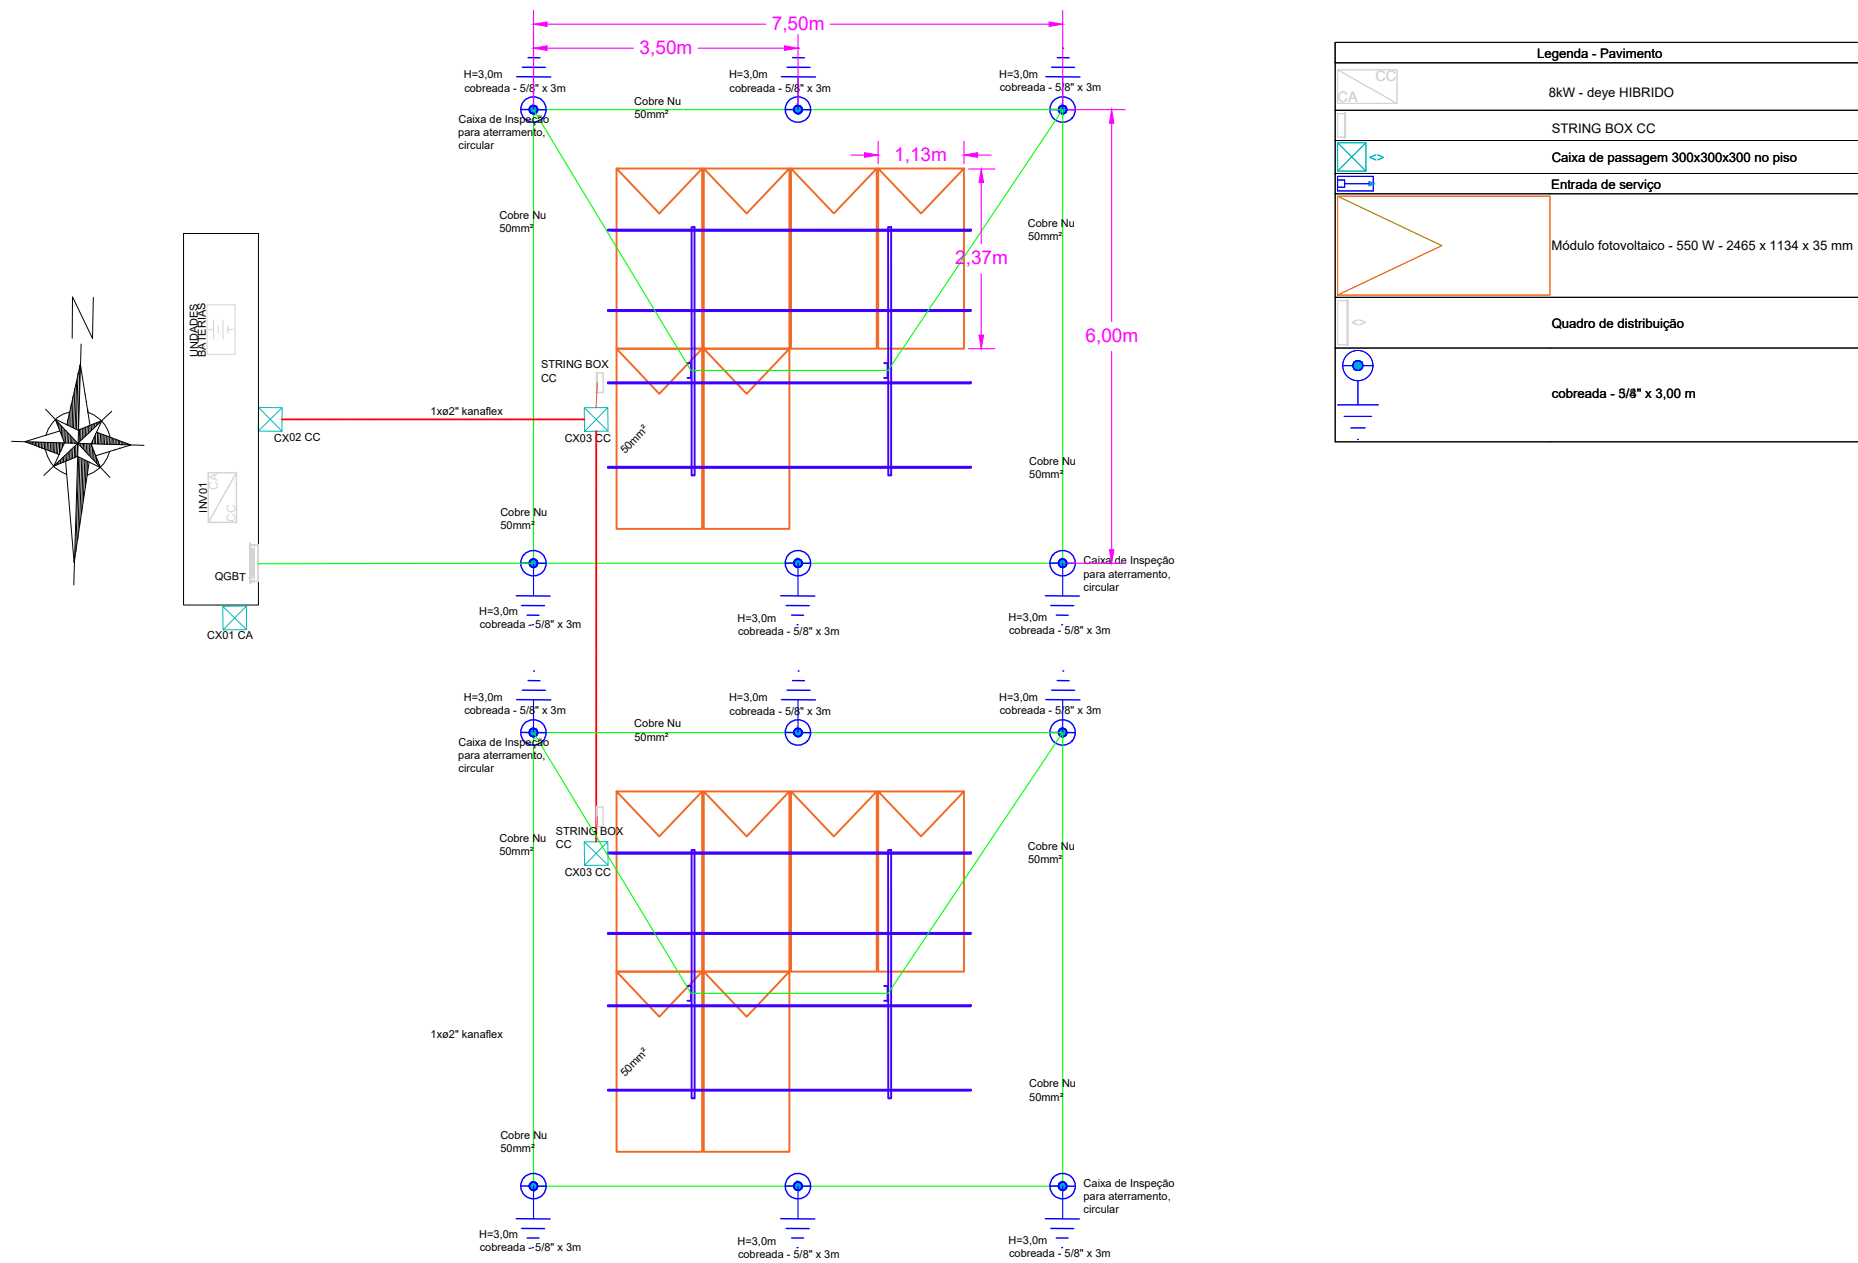 7,50m
3,50m
H=3,0m
cobreada - 5/8" x 3m
H=3,0m
cobreada - 5/8" x 3m
H=3,0m
cobreada - 5/8" x 3m
Cobre Nu
50mm²
Caixa de Inspeção
para aterramento,
circular
1,13m
Cobre Nu
50mm²
Cobre Nu
50mm²
2,37m
6,00m
N
UNDADES
BATERIAS
STRING BOX
CC
1xø2" kanaflex
CX02 CC
CX03 CC
50mm²
Cobre Nu
50mm²
INV01
CA
CC
Cobre Nu
50mm²
QGBT
CX01 CA
Caixa de Inspeção
para aterramento,
circular
H=3,0m
cobreada - 5/8" x 3m
H=3,0m
cobreada - 5/8" x 3m
H=3,0m
cobreada - 5/8" x 3m
H=3,0m
cobreada - 5/8" x 3m
H=3,0m
cobreada - 5/8" x 3m
H=3,0m
cobreada - 5/8" x 3m
Cobre Nu
50mm²
Caixa de Inspeção
para aterramento,
circular
STRING BOX
CC
Cobre Nu
50mm²
Cobre Nu
50mm²
CX03 CC
1xø2" kanaflex
50mm²
Cobre Nu
50mm²
Cobre Nu
50mm²
Caixa de Inspeção
para aterramento,
circular
H=3,0m
cobreada - 5/8" x 3m
H=3,0m
cobreada - 5/8" x 3m
H=3,0m
cobreada - 5/8" x 3m
Legenda - Pavimento
CC
CA
8kW - deye HIBRIDO
STRING BOX CC
<>
Caixa de passagem 300x300x300 no piso
Entrada de serviço
Módulo fotovoltaico - 550 W - 2465 x 1134 x 35 mm
<>
Quadro de distribuição
cobreada - 5/8" x 3,00 m